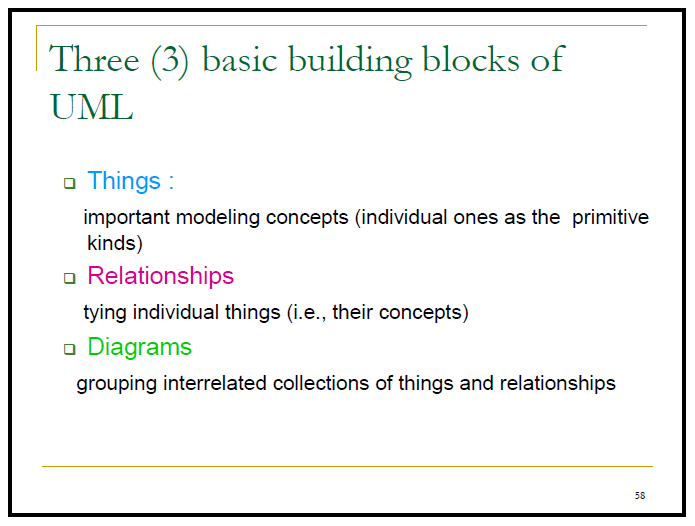 Three (3) basic building blocks of
UML
Things :
important modeling concepts (individual ones as the primitive
kinds)
Relationships
tying individual things (i.e., their concepts)
Diagrams
grouping interrelated collections of things and relationships
58